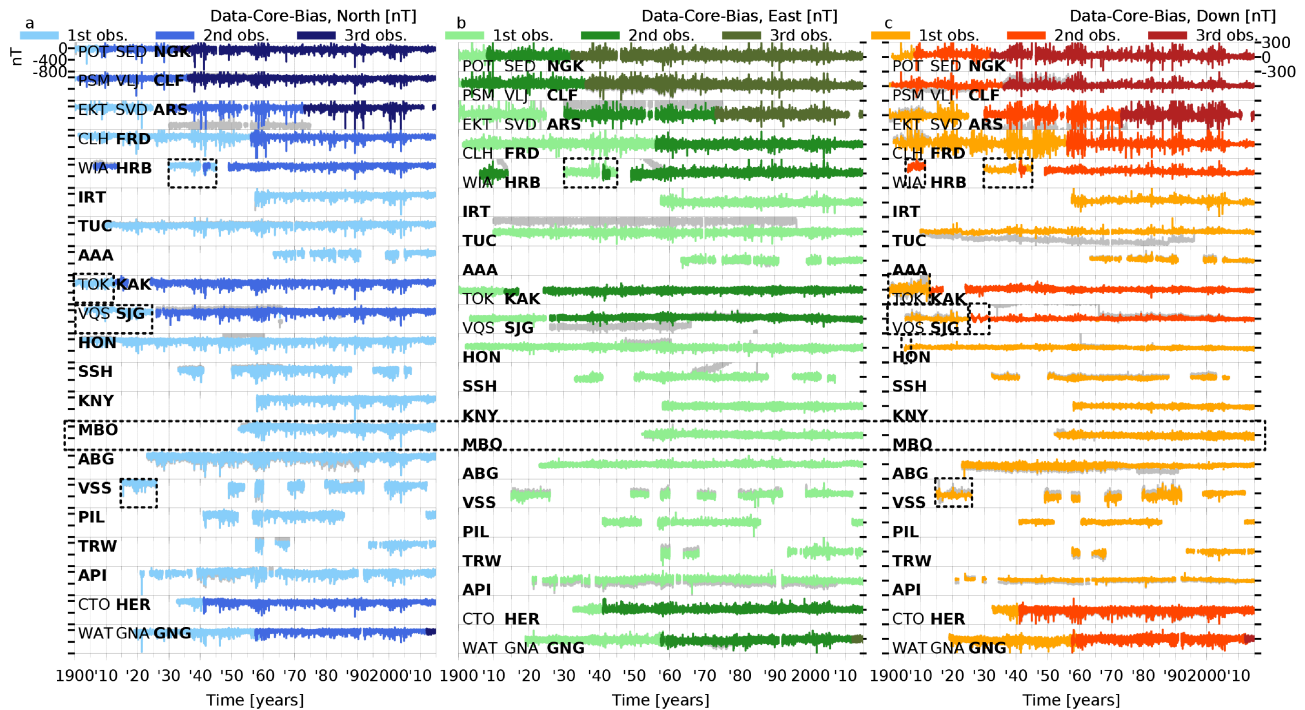 a
Data-Core-Bias, North [nT]
1st obs. 2nd obs. 3rd obs.
nT
0
-400
-800
POT SED NGK
PSM VLJ CLF
EKT SVD ARS
CLH FRD
WIA HRB
IRT
TUC
AAA
TOK KAK
VQS SJG
HON
SSH
KNY
MBO
ABG
VSS
PIL
TRW
API
CTO HER
WAT GNA GNG
1900 '10 '20 '30 '40 '50 '60 '70 '80 '90 2000 '10
Time [years]
b
Data-Core-Bias, East [nT]
1st obs. 2nd obs. 3rd obs.
POT SED NGK
PSM VLJ CLF
EKT SVD ARS
CLH FRD
WIA HRB
IRT
TUC
AAA
TOK KAK
VQS SJG
HON
SSH
KNY
MBO
ABG
VSS
PIL
TRW
API
CTO HER
WAT GNA GNG
1900 '10 '20 '30 '40 '50 '60 '70 '80 '90 2000 '10
Time [years]
c
Data-Core-Bias, Down [nT]
1st obs. 2nd obs. 3rd obs.
300
0
-300
POT SED NGK
PSM VLJ CLF
EKT SVD ARS
CLH FRD
WIA HRB
IRT
TUC
AAA
TOK KAK
VQS SJG
HON
SSH
KNY
MBO
ABG
VSS
PIL
TRW
API
CTO HER
WAT GNA GNG
1900 '10 '20 '30 '40 '50 '60 '70 '80 '90 2000 '10
Time [years]